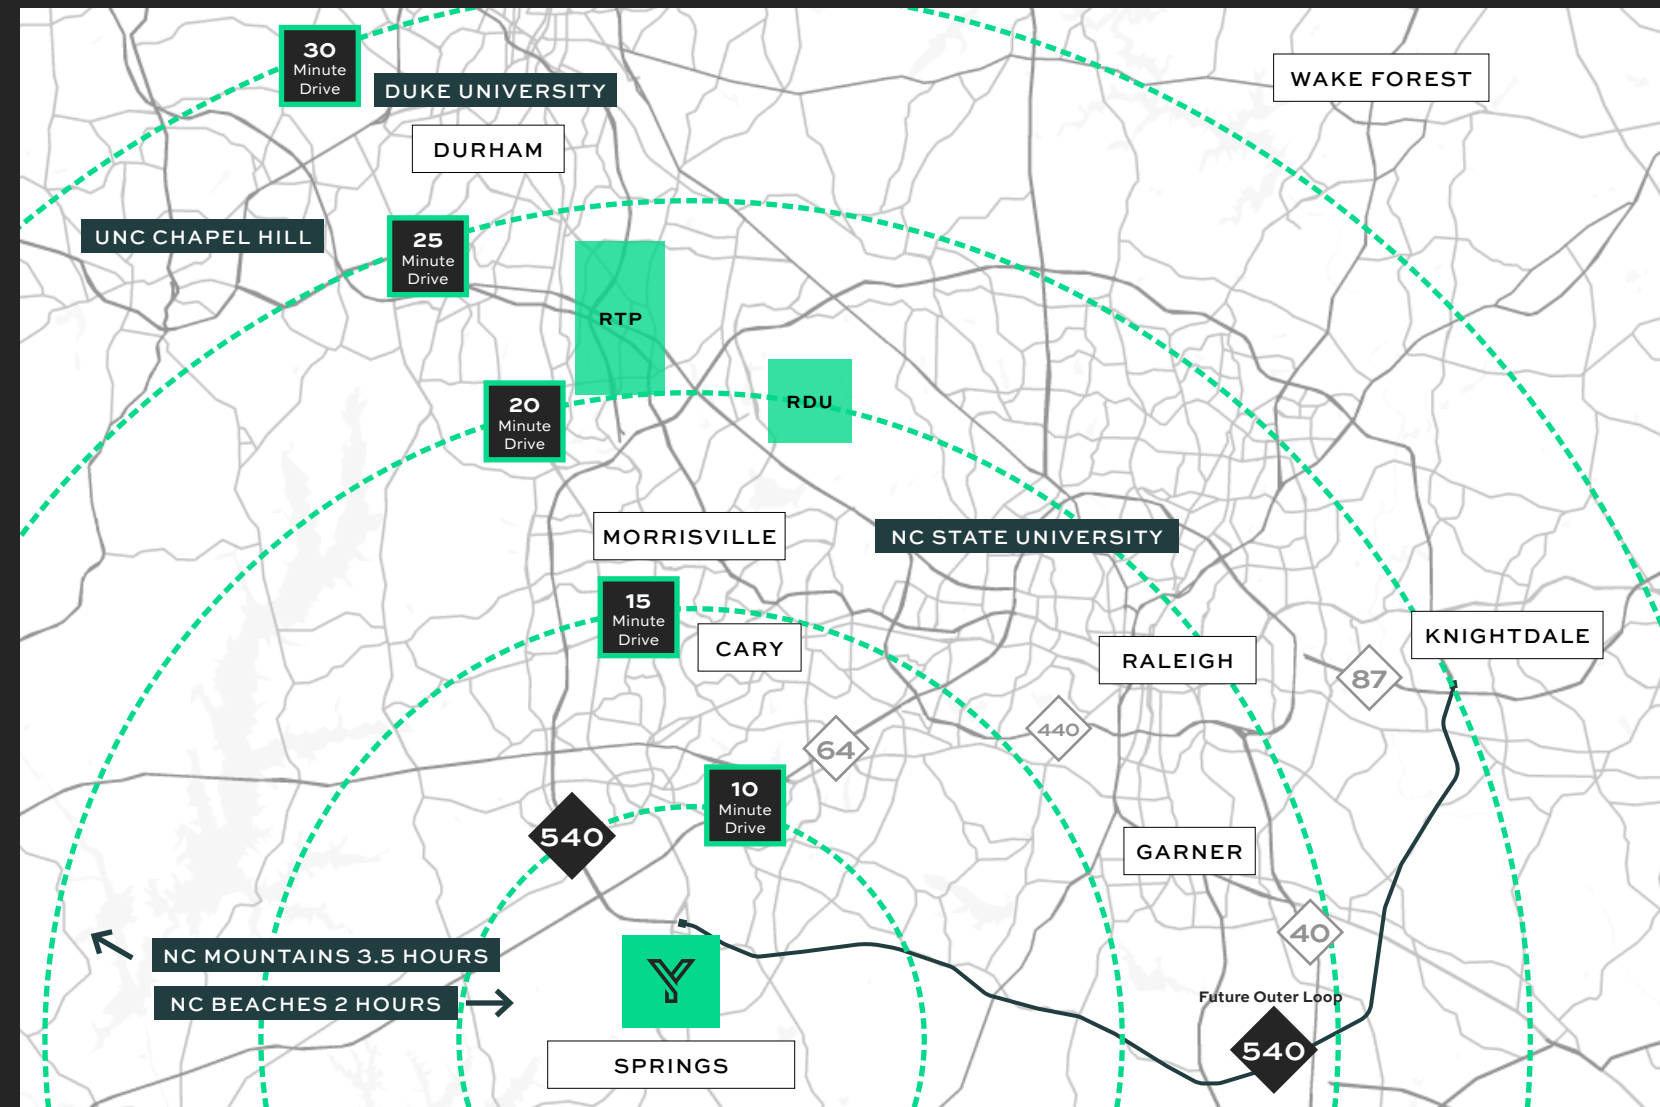 30
Minute
Drive
DUKE UNIVERSITY
WAKE FOREST
DURHAM
UNC CHAPEL HILL
25
Minute
Drive
RTP
RDU
20
Minute
Drive
MORRISVILLE
NC STATE UNIVERSITY
15
Minute
Drive
CARY
RALEIGH
KNIGHTDALE
87
440
64
10
Minute
Drive
540
GARNER
40
NC MOUNTAINS 3.5 HOURS
NC BEACHES 2 HOURS
Y
Future Outer Loop
540
SPRINGS